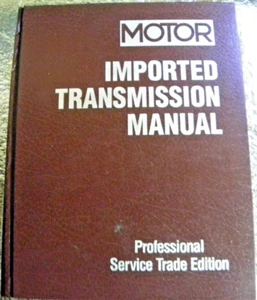 MOTOR
IMPORTED
TRANSMISSION
MANUAL
Professional
Service Trade Edition